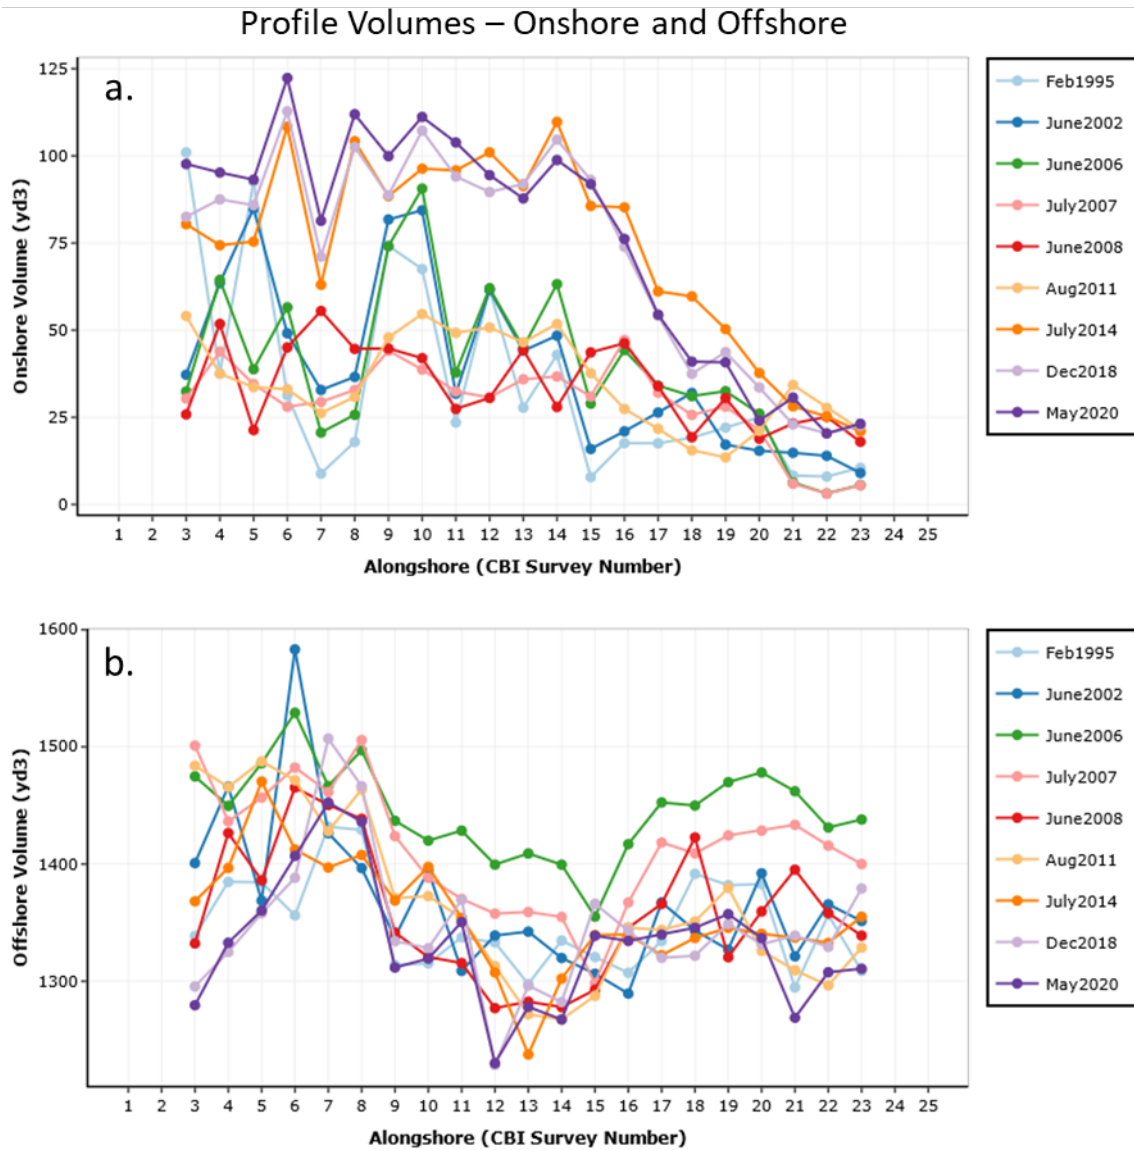 Profile Volumes – Onshore and Offshore
a.
125
100
75
50
25
0
Onshore Volume (yd3)
1 2 3 4 5 6 7 8 9 10 11 12 13 14 15 16 17 18 19 20 21 22 23 24 25
Alongshore (CBI Survey Number)
Feb1995
June2002
June2006
July2007
June2008
Aug2011
July2014
Dec2018
May2020
b.
1600
1500
1400
1300
Offshore Volume (yd3)
1 2 3 4 5 6 7 8 9 10 11 12 13 14 15 16 17 18 19 20 21 22 23 24 25
Alongshore (CBI Survey Number)
Feb1995
June2002
June2006
July2007
June2008
Aug2011
July2014
Dec2018
May2020